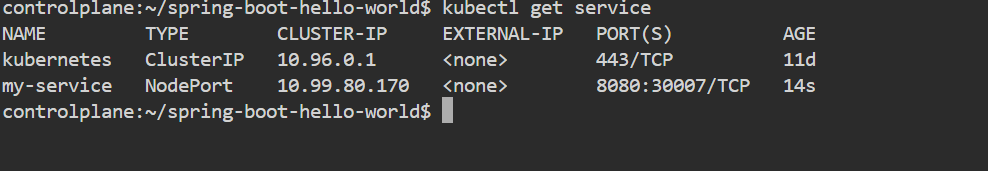 controlplane:~/spring-boot-hello-world$ kubectl get service
NAME         TYPE        CLUSTER-IP     EXTERNAL-IP   PORT(S)          AGE
kubernetes   ClusterIP   10.96.0.1      <none>        443/TCP          11d
my-service   NodePort    10.99.80.170   <none>        8080:30007/TCP   14s
controlplane:~/spring-boot-hello-world$